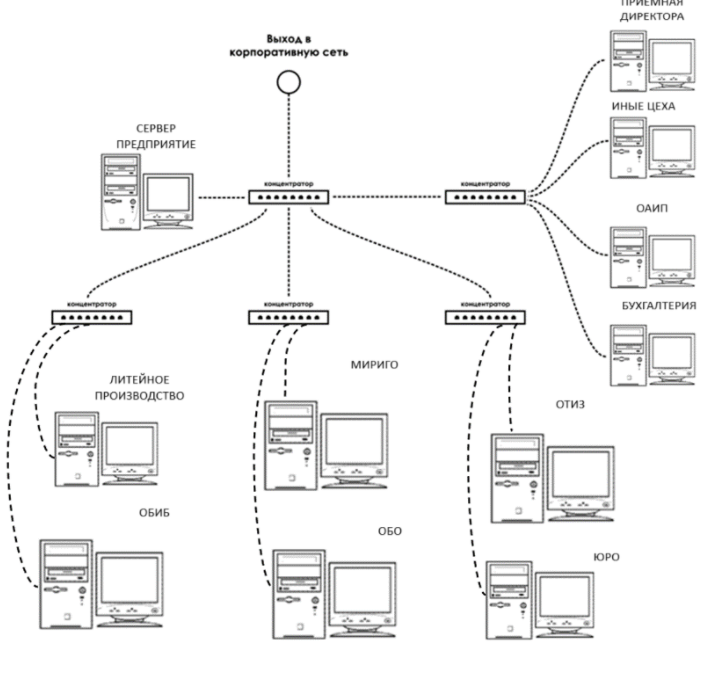 ПРИЕМНАЯ
ДИРЕКТОРА
Выход в
корпоративную сеть
ИНЫЕ ЦЕХА
СЕРВЕР
ПРЕДПРИЯТИЕ
концентратор
концентратор
ОАИП
концентратор
концентратор
концентратор
БУХГАЛТЕРИЯ
МИРИГО
ЛИТЕЙНОЕ
ПРОИЗВОДСТВО
ОТИЗ
ОБИБ
ОБО
ЮРО